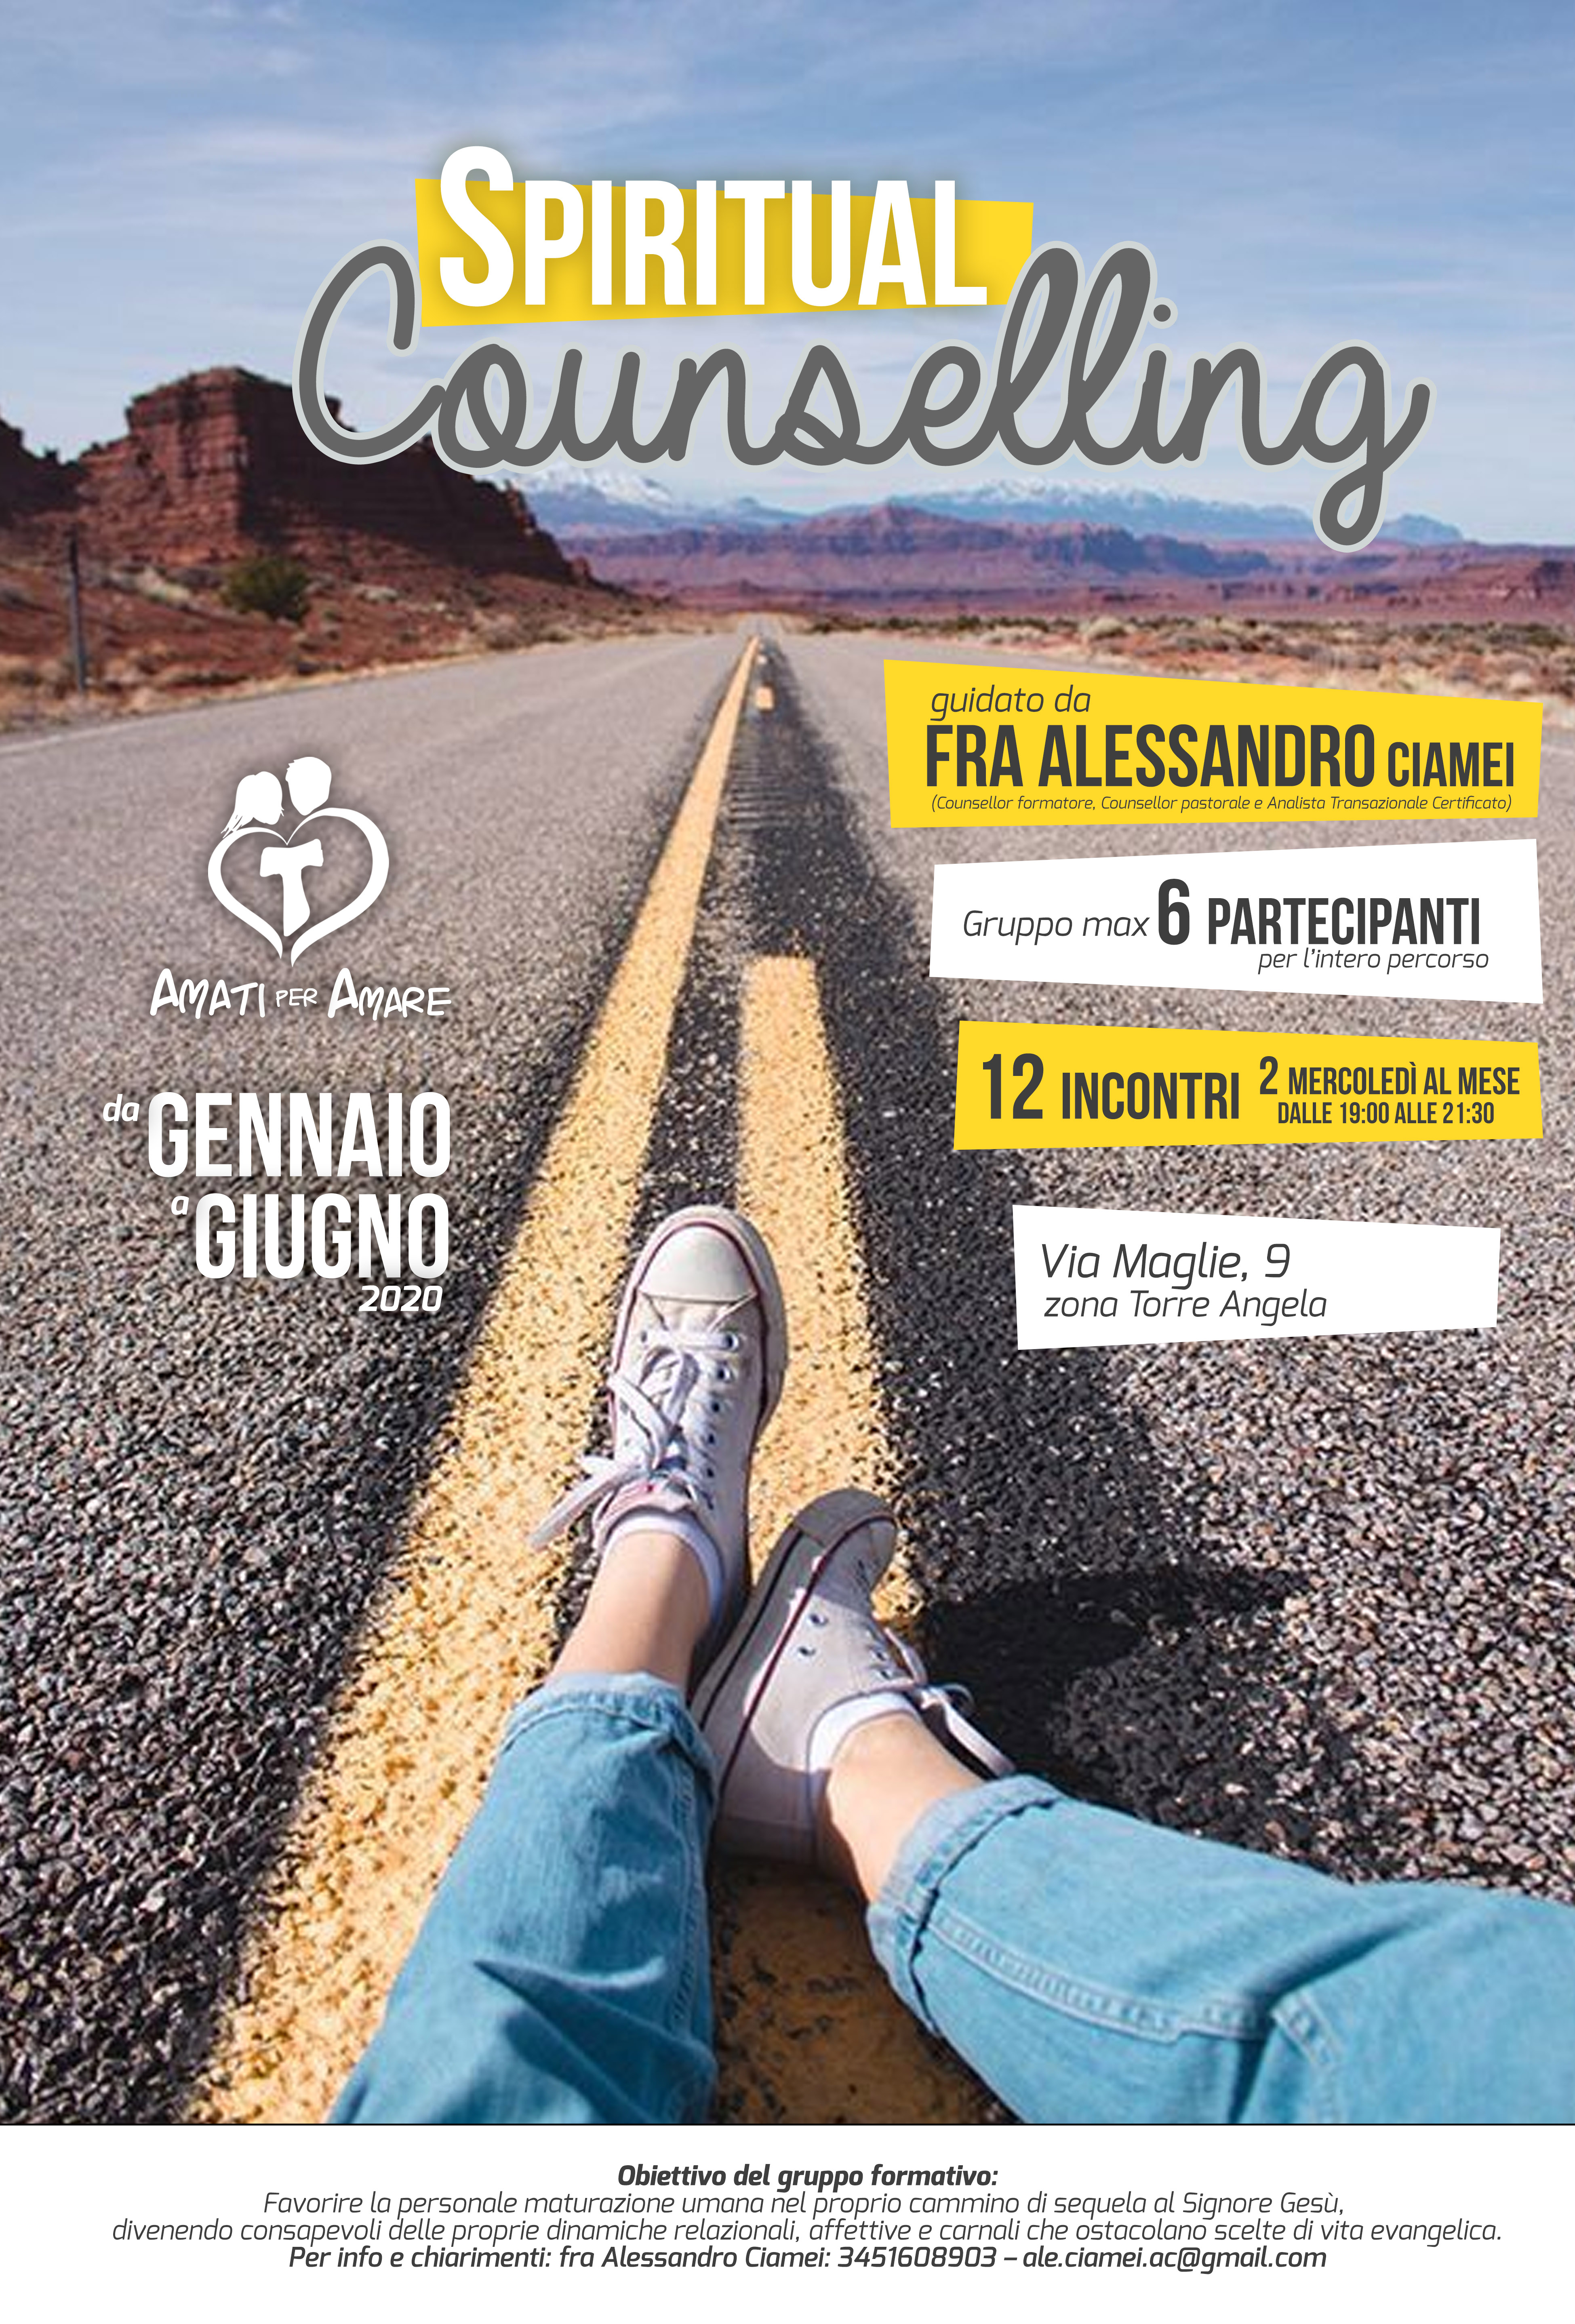 SPIRITUAL
Counselling
guidato da
FRA ALESSANDRO CIAMEI
(Counsellor formatore, Counsellor pastorale e Analista Transazionale Certificato)
Gruppo max 6 PARTECIPANTI
per l'intero percorso
12 INCONTRI 2 MERCOLEDÌ AL MESE
DALLE 19:00 ALLE 21:30
Via Maglie, 9
zona Torre Angela
AMATI PER AMARE
da GENNAIO
a GIUGNO
2020
Obiettivo del gruppo formativo:
Favorire la personale maturazione umana nel proprio cammino di sequela al Signore Gesù,
divenendo consapevoli delle proprie dinamiche relazionali, affettive e carnali che ostacolano scelte di vita evangelica.
Per info e chiarimenti: fra Alessandro Ciamei: 3451608903 – ale.ciamei.ac@gmail.com